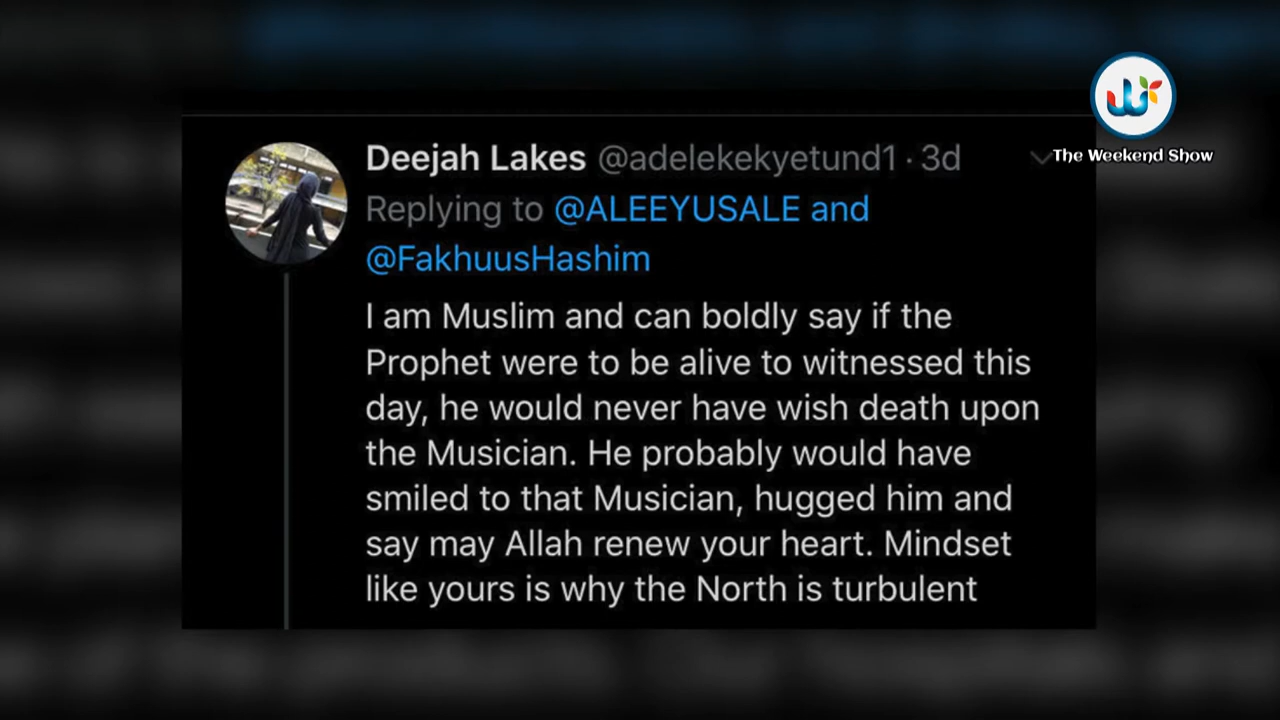 The Weekend Show
Deejah Lakes @adelekekyetund1 · 3d
Replying to @ALEEYUSALE and
@FakhuusHashim
I am Muslim and can boldly say if the
Prophet were to be alive to witnessed this
day, he would never have wish death upon
the Musician. He probably would have
smiled to that Musician, hugged him and
say may Allah renew your heart. Mindset
like yours is why the North is turbulent